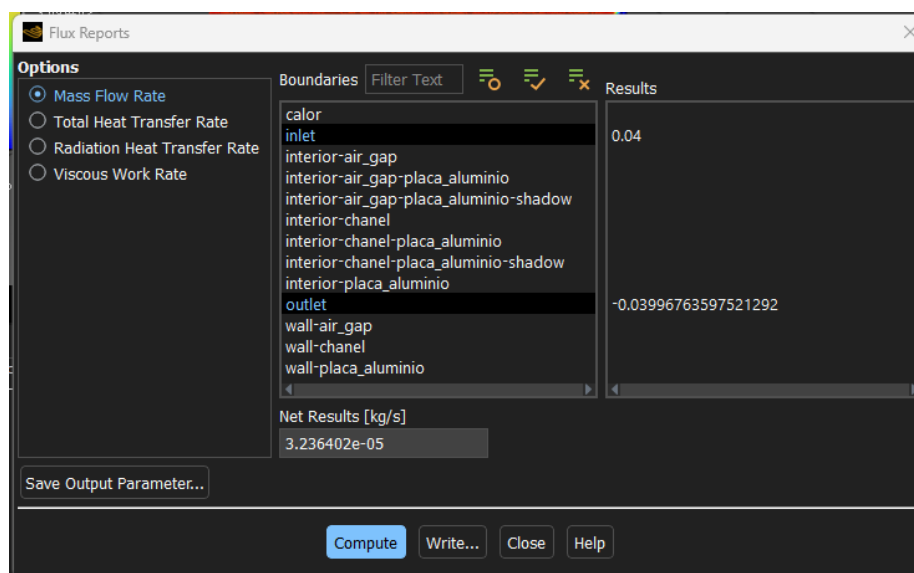 Flux Reports
Options
Mass Flow Rate
Total Heat Transfer Rate
Radiation Heat Transfer Rate
Viscous Work Rate
Boundaries Filter Text
calor
inlet
interior-air_gap
interior-air_gap-placa_aluminio
interior-air_gap-placa_aluminio-shadow
interior-chanel
interior-chanel-placa_aluminio
interior-chanel-placa_aluminio-shadow
interior-placa_aluminio
outlet
wall-air_gap
wall-chanel
wall-placa_aluminio
Results
0.04
-0.03996763597521292
Net Results [kg/s]
3.236402e-05
Save Output Parameter...
Compute Write... Close Help